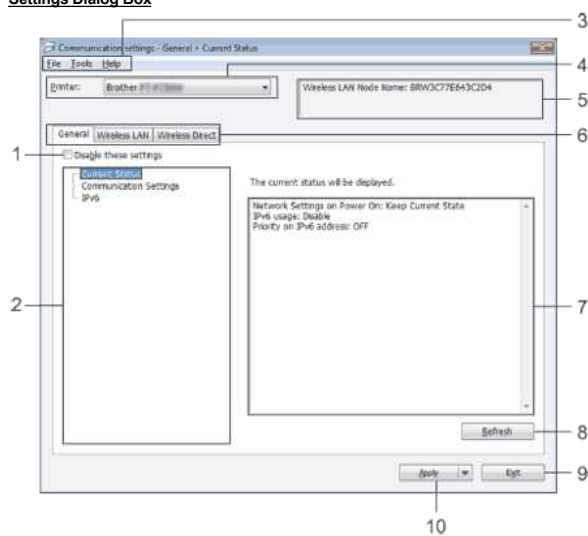 Settings Dialog Box
3
Communication settings - General > Current Status
File Tools Help
4
Printer: Brother
Wireless LAN Node Name: BRW3C77E643C2D4
5
General Wireless LAN Wireless Direct
6
1
Disable these settings
Current Status
Communication Settings
IPv6
The current status will be displayed.
Network Settings on Power On: Keep Current State
IPv6 usage: Disable
Priority on IPv6 address: OFF
2
7
Refresh
8
Apply
Exit
9
10